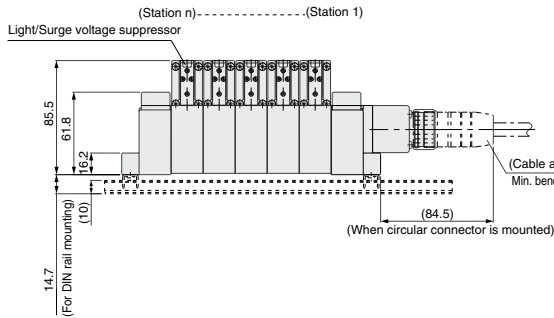 (Station n) (Station 1)
Light/Surge voltage suppressor
85.5
61.8
16.2
(10)
14.7
(For DIN rail mounting)
(Cable a
Min. bend
(84.5)
(When circular connector is mounted)